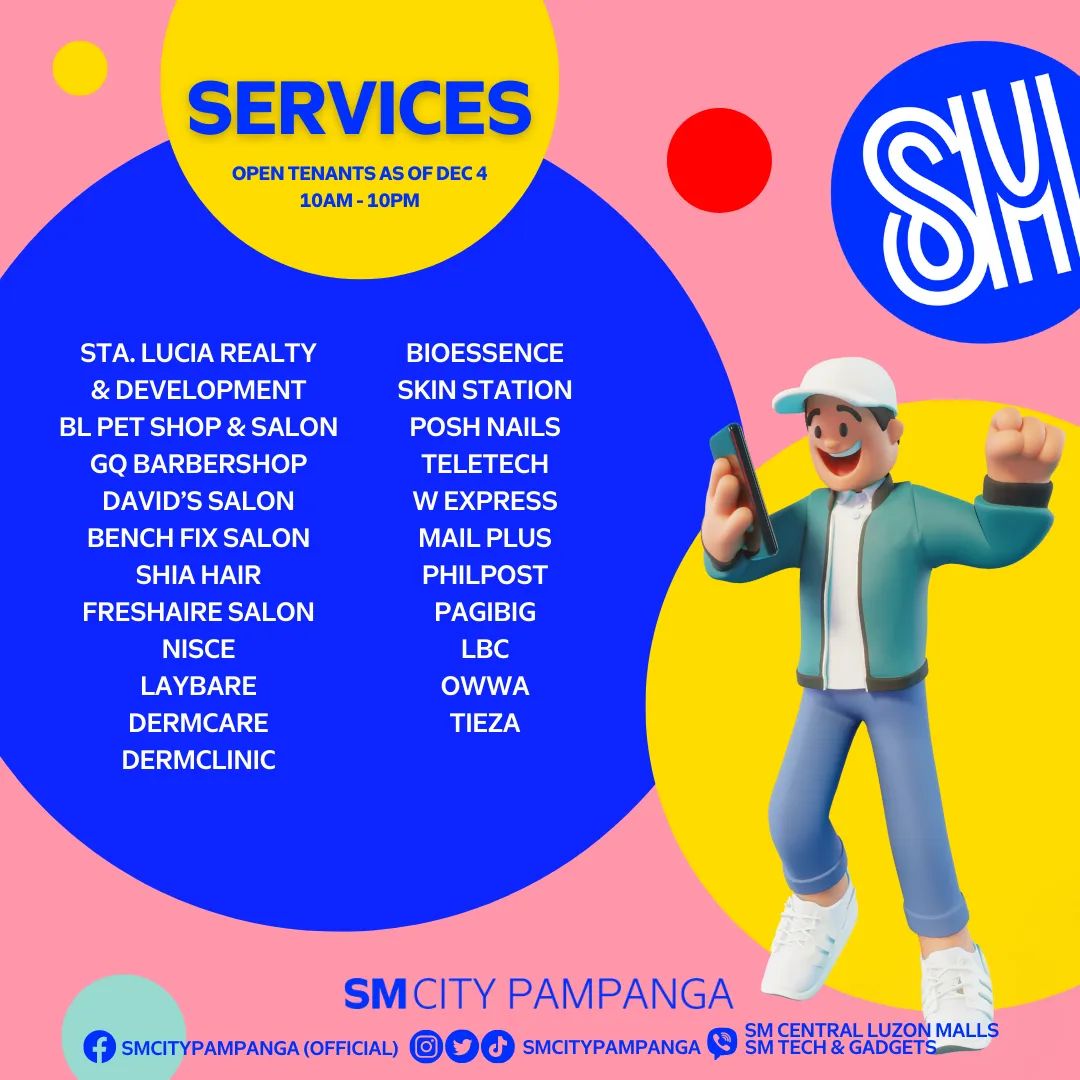 SERVICES
OPEN TENANTS AS OF DEC 4
10AM - 10PM
SM
STA. LUCIA REALTY
& DEVELOPMENT
BL PET SHOP & SALON
GQ BARBERSHOP
DAVID'S SALON
BENCH FIX SALON
SHIA HAIR
FRESHAIRE SALON
NISCE
LAYBARE
DERMCARE
DERMCLINIC
BIOESSENCE
SKIN STATION
POSH NAILS
TELETECH
W EXPRESS
MAIL PLUS
PHILPOST
PAGIBIG
LBC
OWWA
TIEZA
SM CITY PAMPANGA
SMCITYPAMPANGA (OFFICIAL)
SMCITYPAMPANGA
SM CENTRAL LUZON MALLS
SM TECH & GADGETS